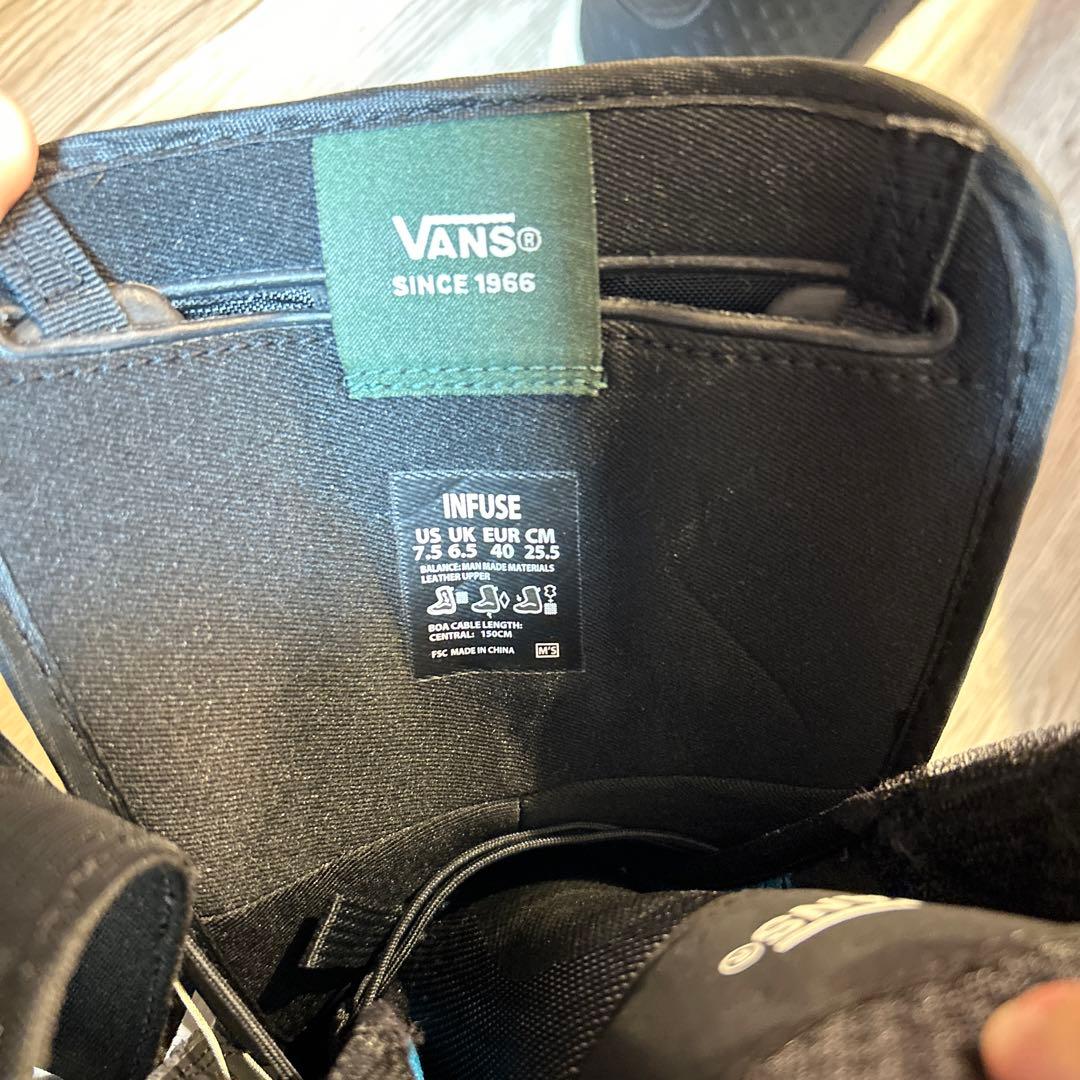 VANS®
SINCE 1966
INFUSE
US UK EUR CM
7.5 6.5 40 25.5
BALANCE: MAN MADE MATERIALS
LEATHER UPPER
BOA CABLE LENGTH:
CENTRAL: 150CM
FSC MADE IN CHINA M'S